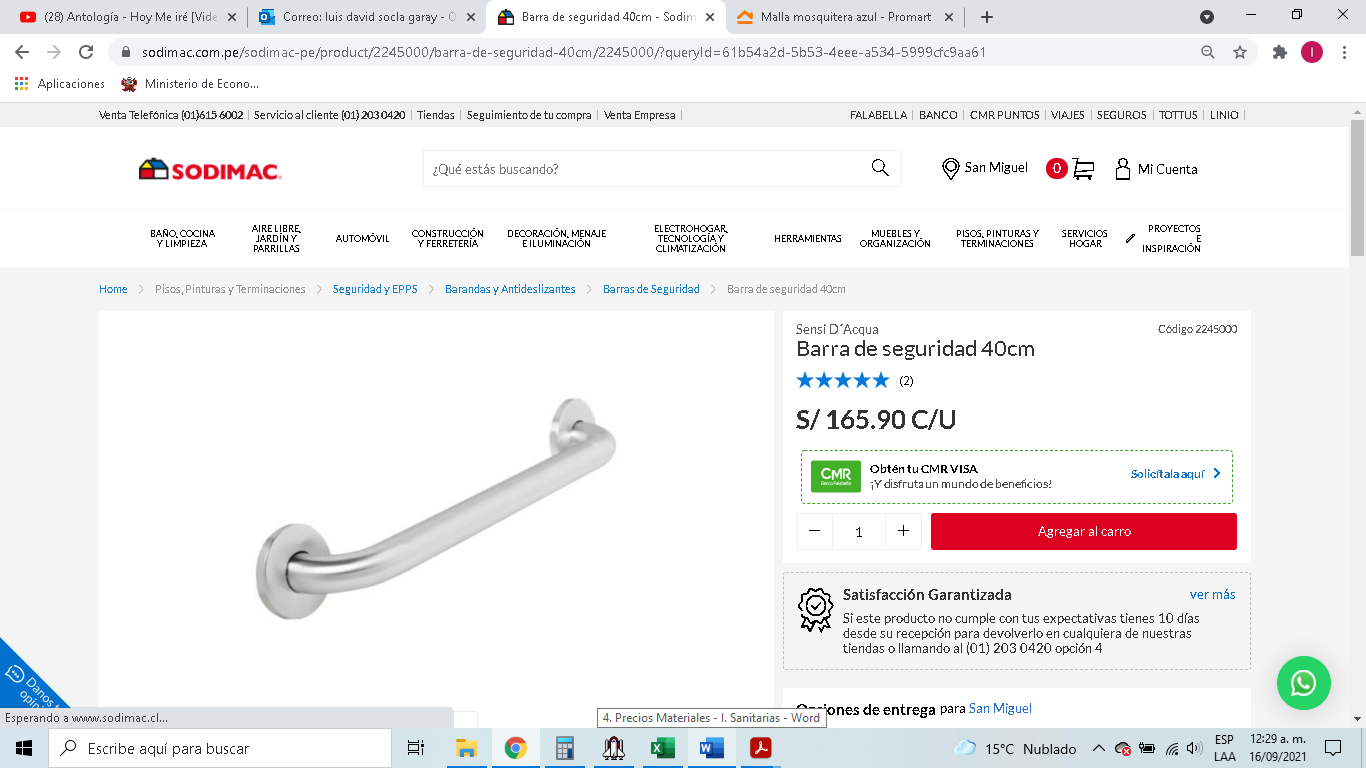 (28) Antología - Hoy Me iré [Vide
Correo: luis david socla garay - O
Barra de seguridad 40cm - Sodim
Malla mosquitera azul - Promart
sodimac.com.pe/sodimac-pe/product/2245000/barra-de-seguridad-40cm/2245000/?queryId=61b54a2d-5b53-4eee-a534-5999cfc9aa61
Aplicaciones
Ministerio de Econo...
Venta Telefónica (01)615 6002 | Servicio al cliente (01) 203 0420 | Tiendas | Seguimiento de tu compra | Venta Empresa |
FALABELLA | BANCO | CMR PUNTOS | VIAJES | SEGUROS | TOTTUS | LINIO |
SODIMAC
¿Qué estás buscando?
San Miguel
0
Mi Cuenta
BAÑO, COCINA
Y LIMPIEZA
AIRE LIBRE,
JARDÍN Y
PARRILLAS
AUTOMÓVIL
CONSTRUCCIÓN
Y FERRETERÍA
DECORACIÓN, MENAJE
E ILUMINACIÓN
ELECTROHOGAR,
TECNOLOGÍA Y
CLIMATIZACIÓN
HERRAMIENTAS
MUEBLES Y
ORGANIZACIÓN
PISOS, PINTURAS Y
TERMINACIONES
SERVICIOS
HOGAR
PROYECTOS
E
INSPIRACIÓN
Home > Pisos, Pinturas y Terminaciones > Seguridad y EPPS > Barandas y Antideslizantes > Barras de Seguridad > Barra de seguridad 40cm
Sensi D´Acqua
Código 2245000
Barra de seguridad 40cm
(2)
S/ 165.90 C/U
CMR
Banco Falabella
Obtén tu CMR VISA
¡Y disfruta un mundo de beneficios!
Solicítala aquí
1
Agregar al carro
Satisfacción Garantizada
ver más
Si este producto no cumple con tus expectativas tienes 10 días
desde su recepción para devolverlo en cualquiera de nuestras
tiendas o llamando al (01) 203 0420 opción 4
Opciones de entrega para San Miguel
Danos
opin
Esperando a www.sodimac.cl...
4. Precios Materiales - I. Sanitarias - Word
Escribe aquí para buscar
15°C Nublado
ESP
LAA
12:29 a. m.
16/09/2021